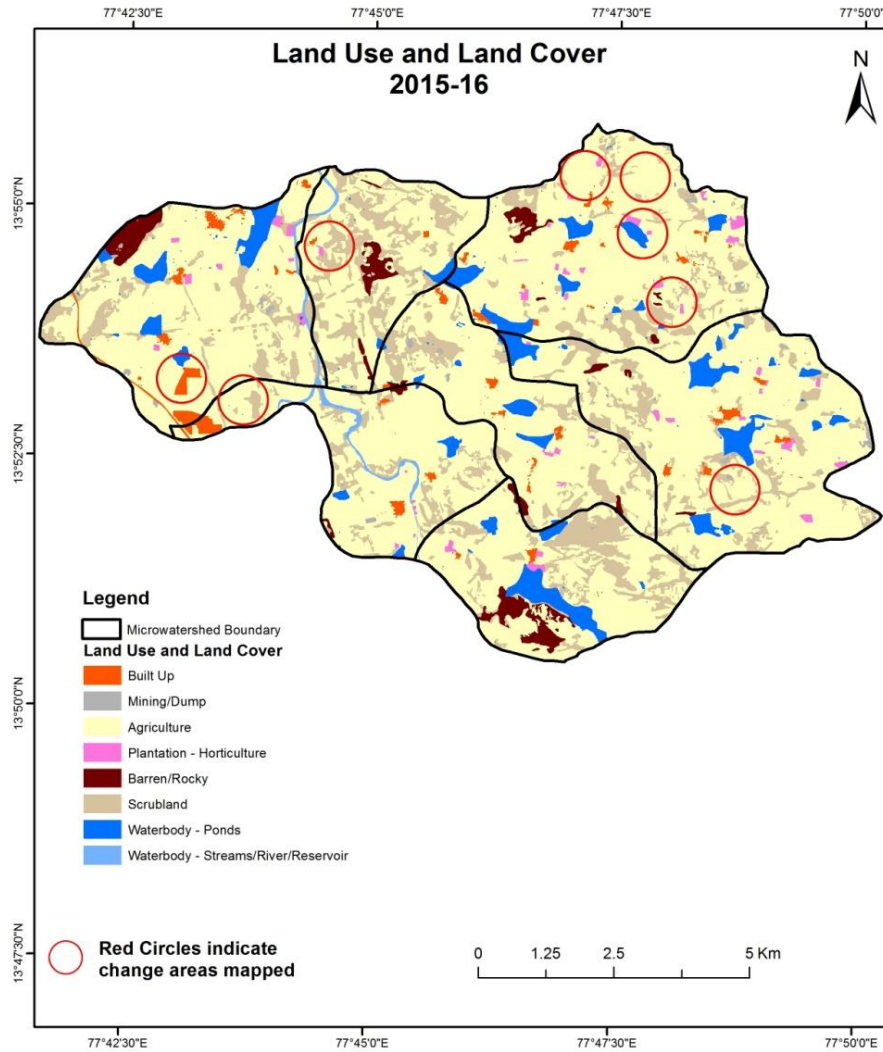 77°42'30"E 77°45'0"E 77°47'30"E 77°50'0"E
Land Use and Land Cover
2015-16
N
13°55'0"N
13°52'30"N
13°50'0"N
13°47'30"N
Legend
Microwatershed Boundary
Land Use and Land Cover
Built Up
Mining/Dump
Agriculture
Plantation - Horticulture
Barren/Rocky
Scrubland
Waterbody - Ponds
Waterbody - Streams/River/Reservoir
Red Circles indicate
change areas mapped
0 1.25 2.5 5 Km
77°42'30"E 77°45'0"E 77°47'30"E 77°50'0"E